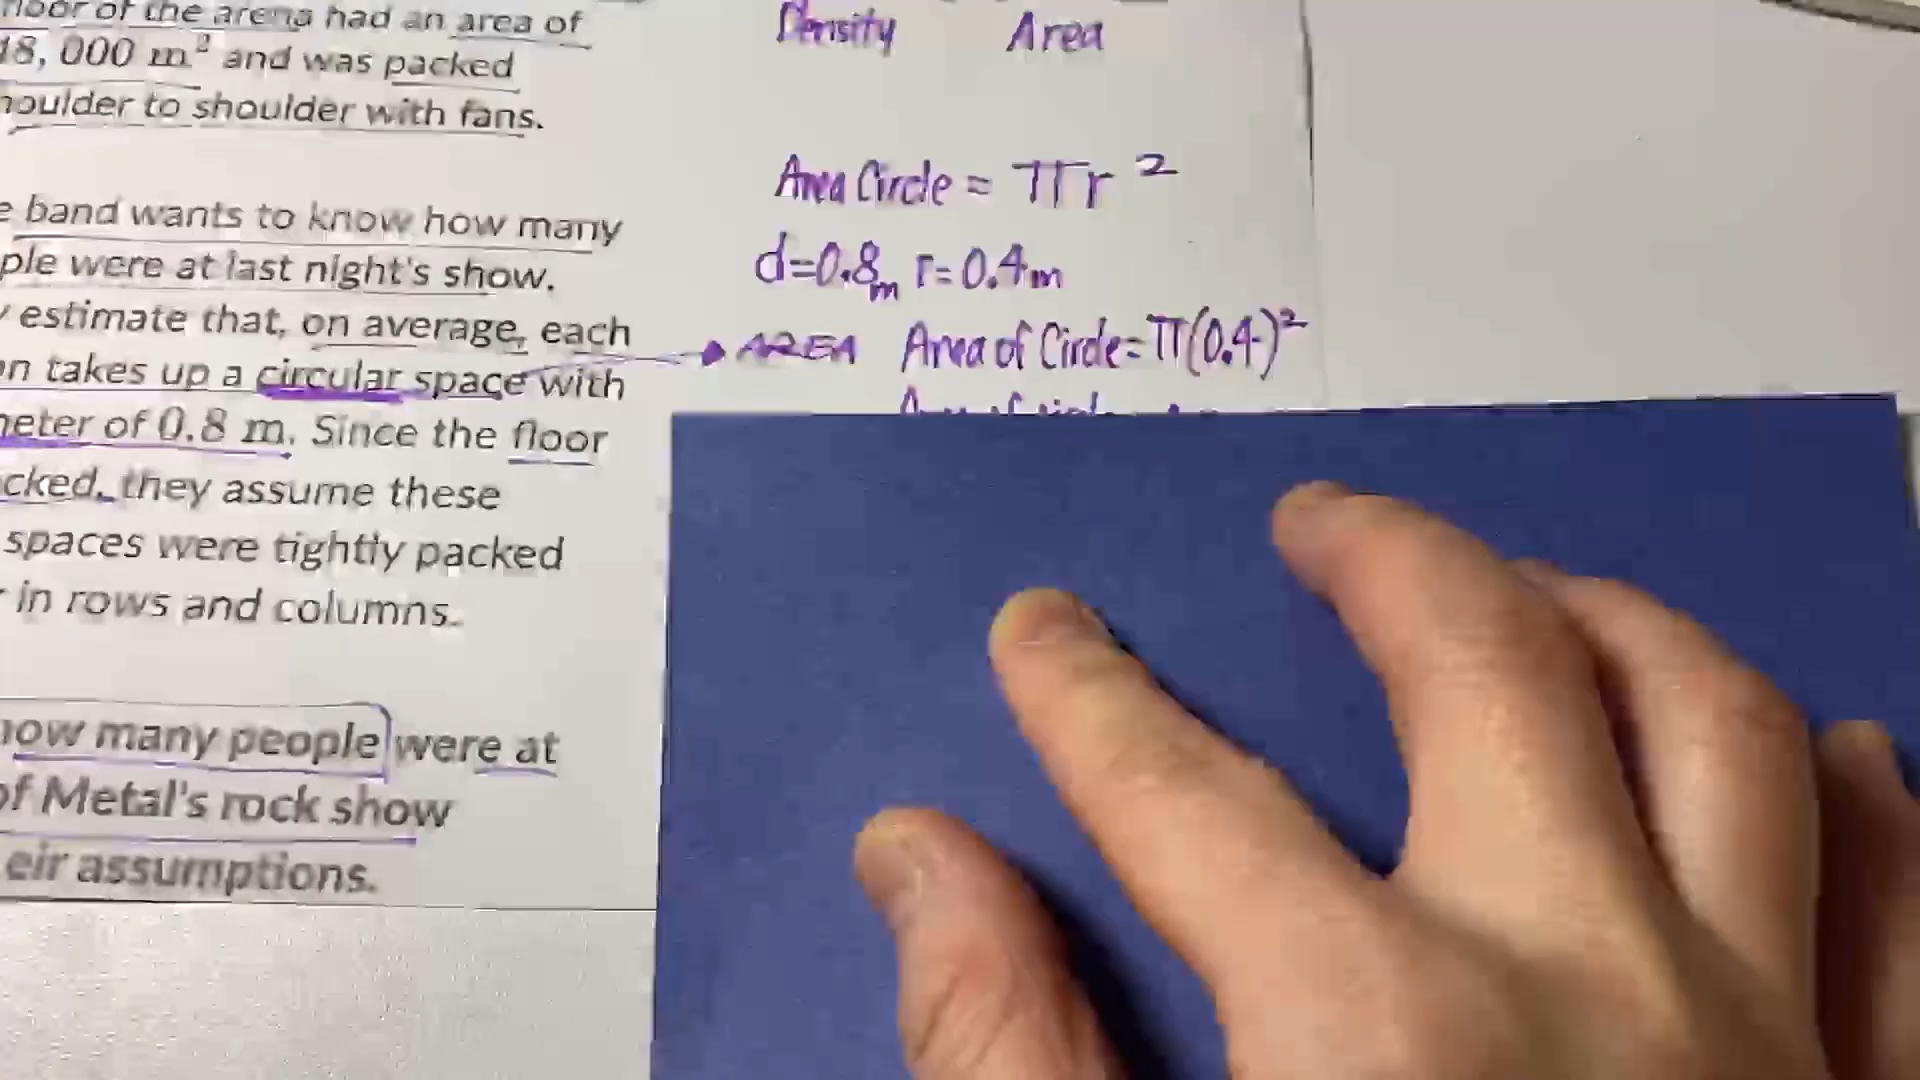 of the arena had an area of
18, 000 m² and was packed
shoulder to shoulder with fans.
band wants to know how many
ple were at last night's show.
estimate that, on average, each
on takes up a circular space with
meter of 0.8 m. Since the floor
cked, they assume these
spaces were tightly packed
in rows and columns.
how many people were at
of Metal's rock show
eir assumptions.
Density Area
Area Circle = πr²
d=0.8m r=0.4m
AREA Area of Circle=π(0.4)²